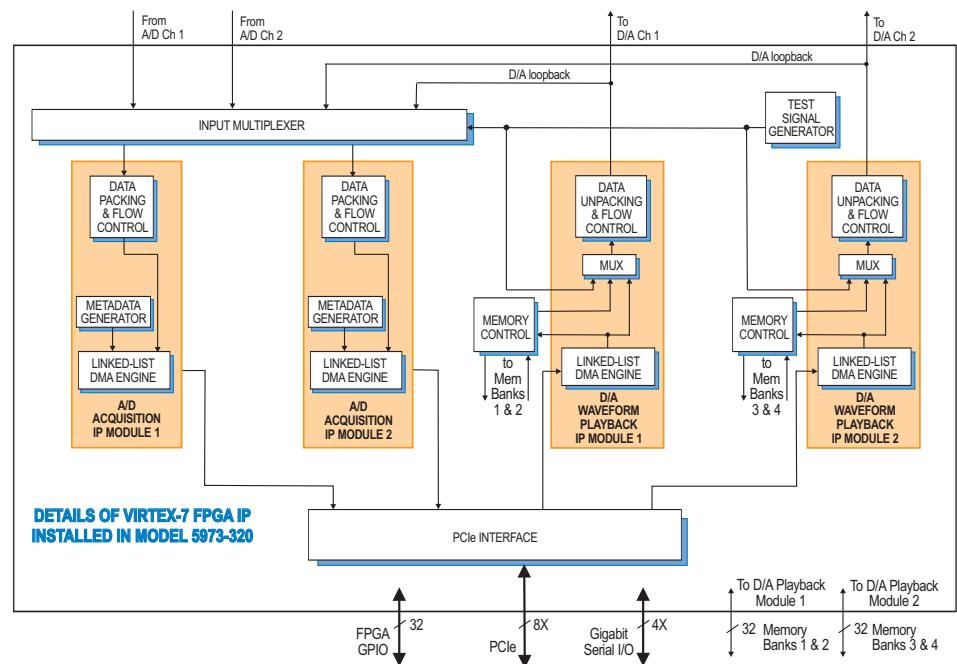 From
A/D Ch 1
From
A/D Ch 2
To
D/A Ch 1
To
D/A Ch 2
D/A loopback
D/A loopback
INPUT MULTIPLEXER
TEST
SIGNAL
GENERATOR
DATA
PACKING
& FLOW
CONTROL
DATA
PACKING
& FLOW
CONTROL
DATA
UNPACKING
& FLOW
CONTROL
DATA
UNPACKING
& FLOW
CONTROL
MUX
MUX
METADATA
GENERATOR
METADATA
GENERATOR
MEMORY
CONTROL
MEMORY
CONTROL
LINKED-LIST
DMA ENGINE
LINKED-LIST
DMA ENGINE
to
Mem
Banks
1 & 2
LINKED-LIST
DMA ENGINE
to
Mem
Banks
3 & 4
LINKED-LIST
DMA ENGINE
A/D
ACQUISITION
IP MODULE 1
A/D
ACQUISITION
IP MODULE 2
D/A
WAVEFORM
PLAYBACK
IP MODULE 1
D/A
WAVEFORM
PLAYBACK
IP MODULE 2
DETAILS OF VIRTEX-7 FPGA IP
INSTALLED IN MODEL 5973-320
PCIe INTERFACE
To D/A Playback
Module 1
To D/A Playback
Module 2
32
FPGA
GPIO
8X
PCIe
4X
Gigabit
Serial I/O
32
Memory
Banks 1 & 2
32
Memory
Banks 3 & 4